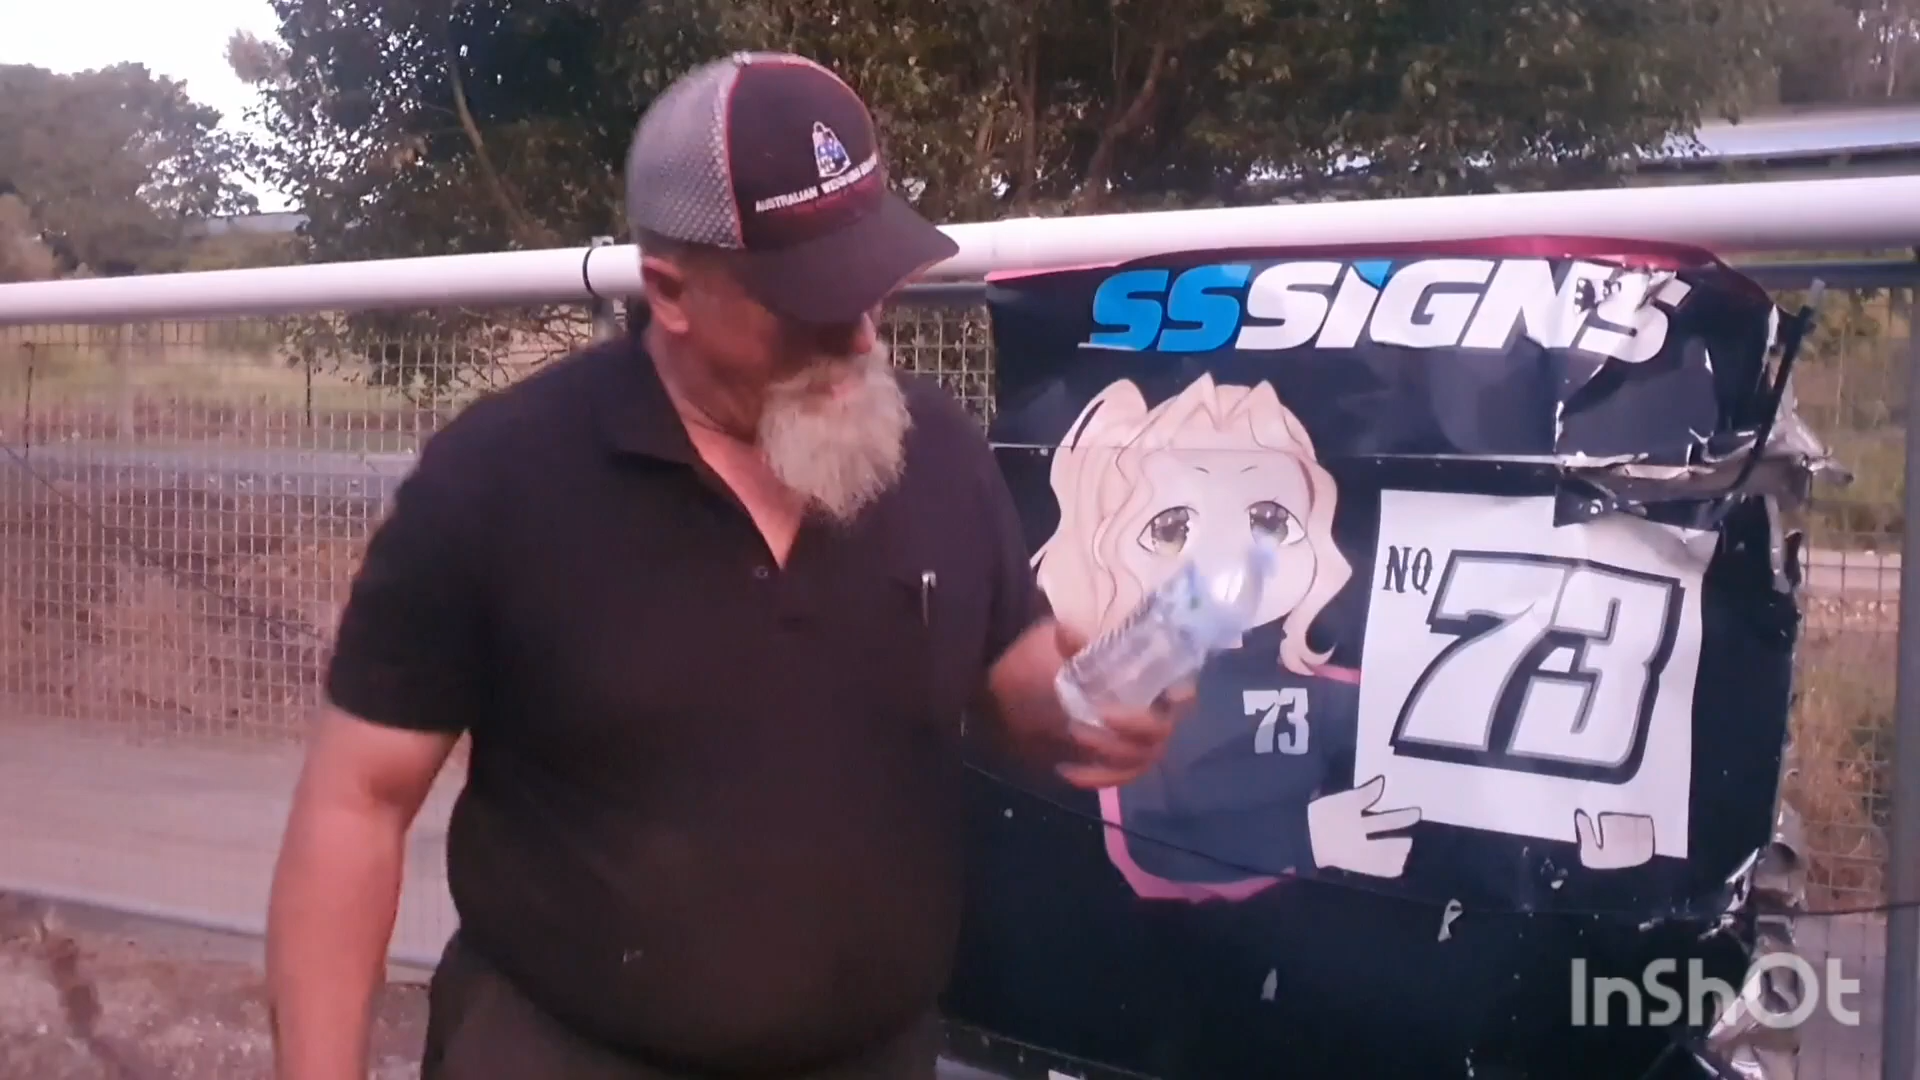 AUSTRALIAN
SSSIGNS
NQ
73
73
InShOt